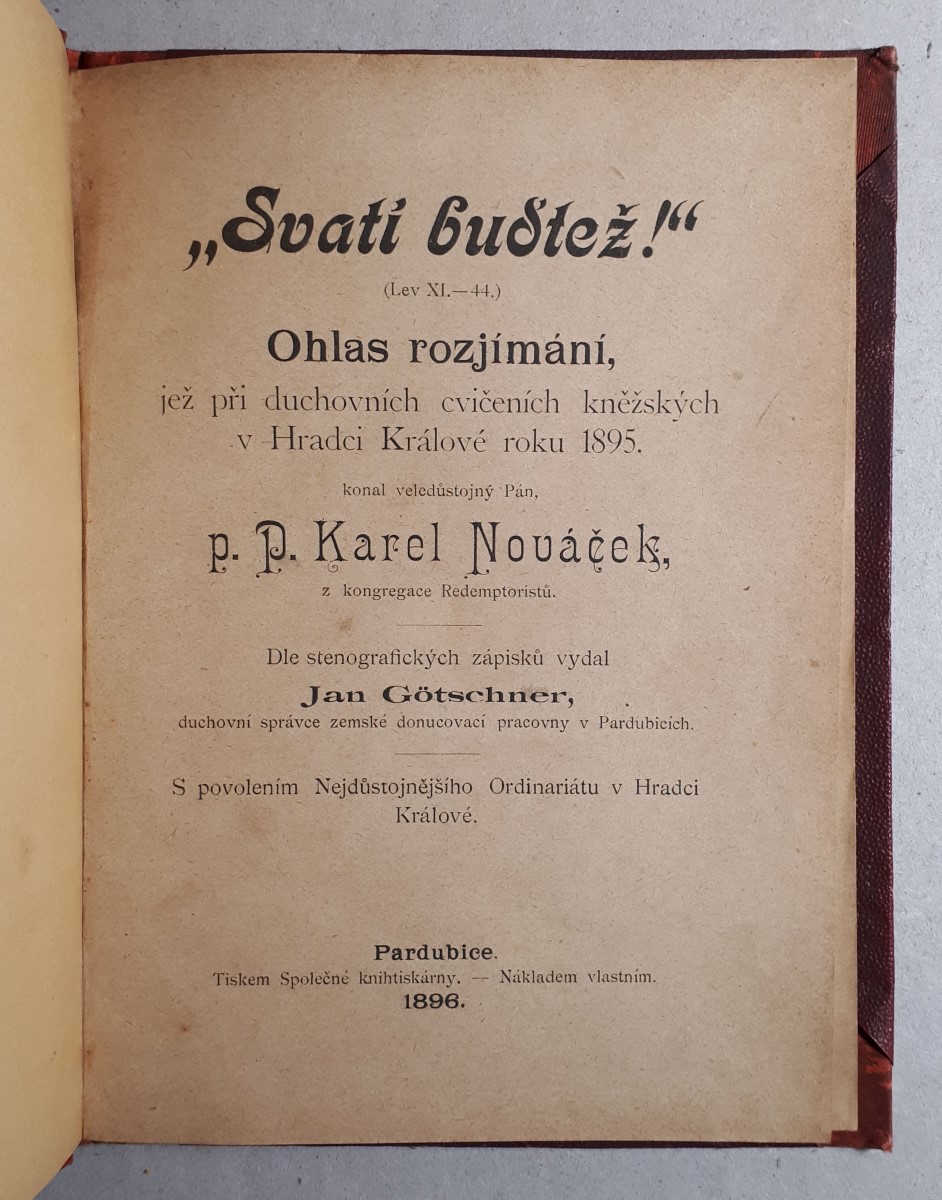 „Svatí buďtež!“
(Lev XI.—44.)
Ohlas rozjímání,
jež při duchovních cvičeních kněžských
v Hradci Králové roku 1895.
konal veledůstojný Pán,
p. P. Karel Nováček,
z kongregace Redemptoristů.
Dle stenografických zápisků vydal
Jan Götschner,
duchovní správce zemské donucovací pracovny v Pardubicích.
S povolením Nejdůstojnějšího Ordinariátu v Hradci
Králové.
Pardubice.
Tiskem Společné knihtiskárny. — Nákladem vlastním.
1896.